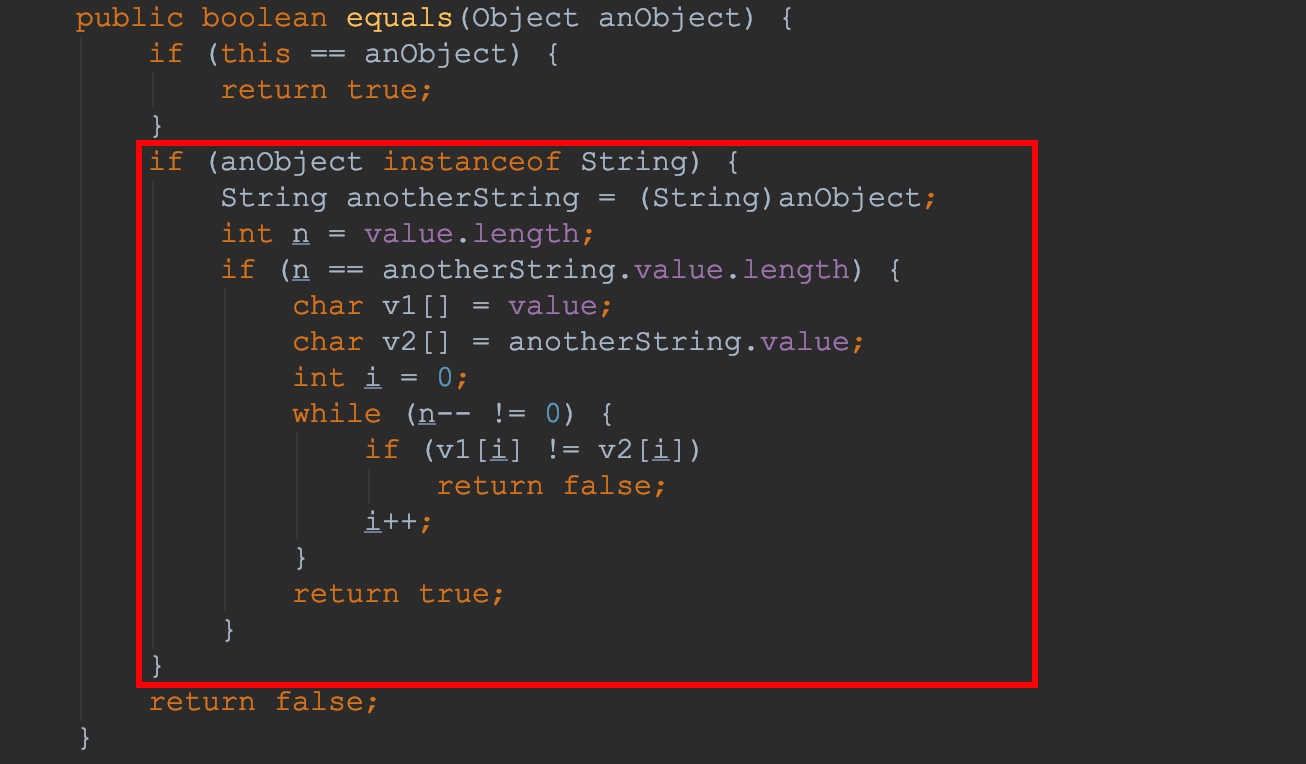 public boolean equals(Object anObject) {
    if (this == anObject) {
        return true;
    }
    if (anObject instanceof String) {
        String anotherString = (String)anObject;
        int n = value.length;
        if (n == anotherString.value.length) {
            char v1[] = value;
            char v2[] = anotherString.value;
            int i = 0;
            while (n-- != 0) {
                if (v1[i] != v2[i])
                    return false;
                i++;
            }
            return true;
        }
    }
    return false;
}